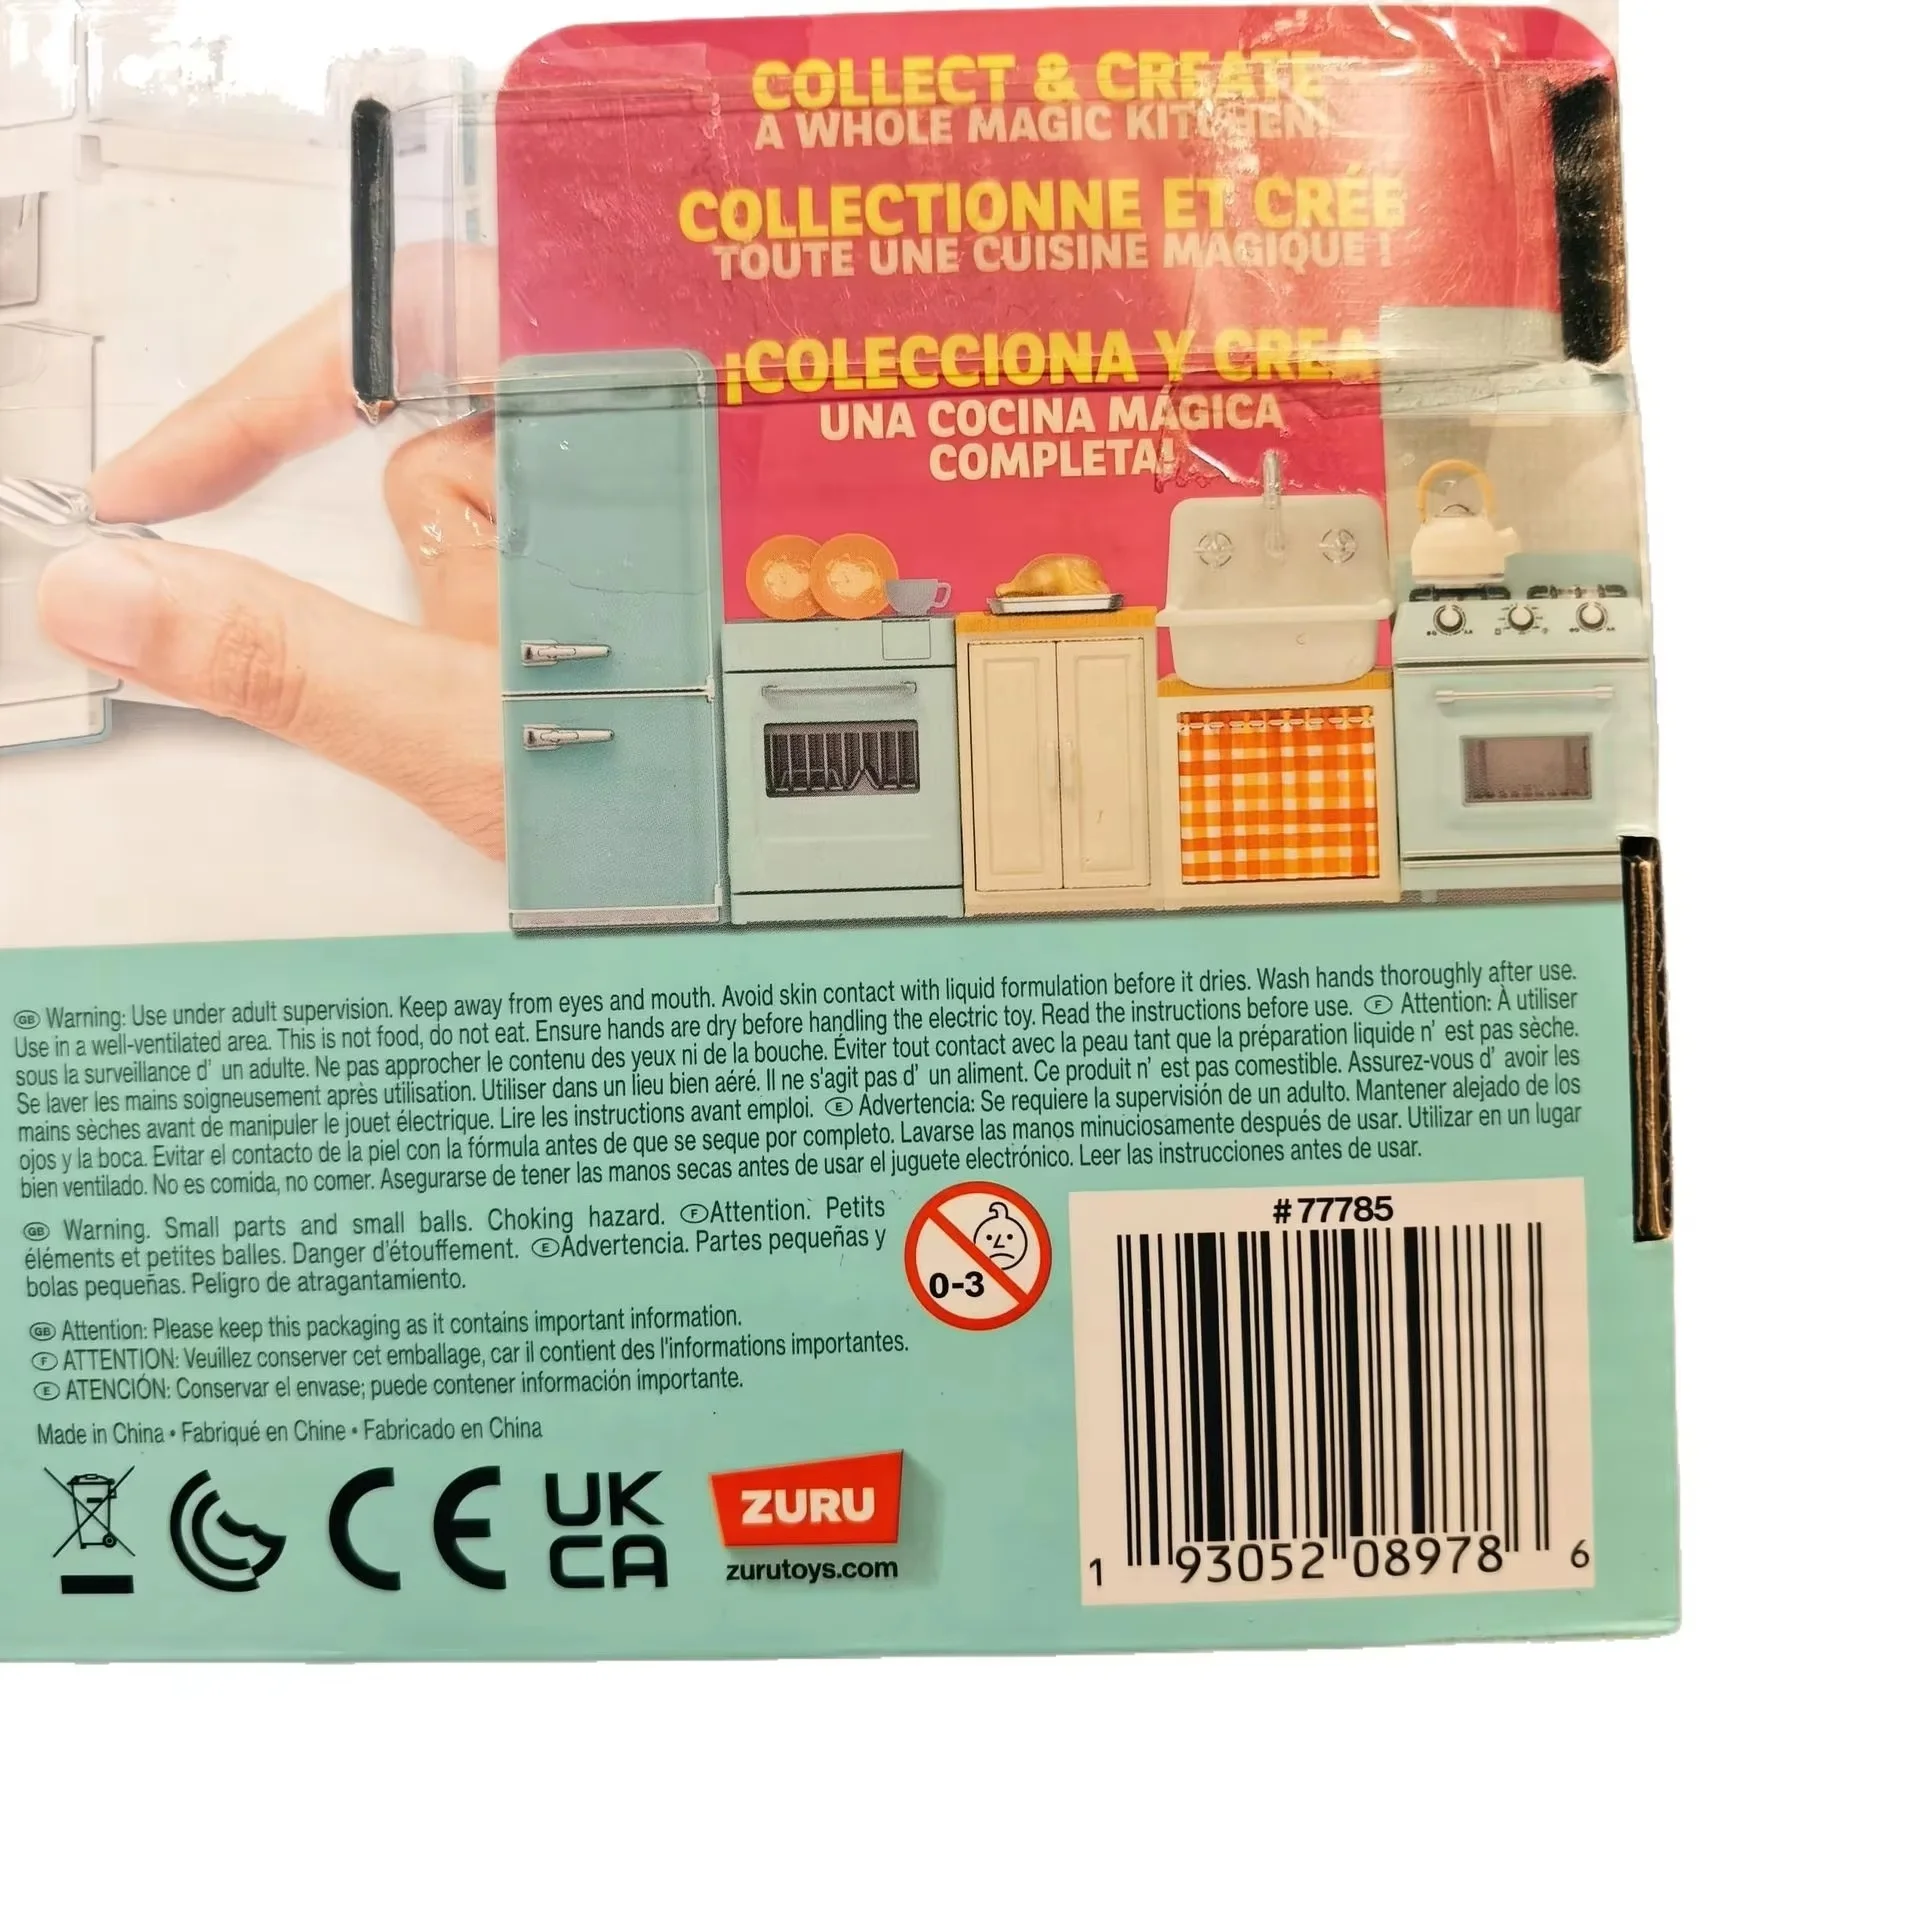 COLLECT & CREATE
A WHOLE MAGIC KITCHEN!
COLLECTIONNE ET CRÉE
TOUTE UNE CUISINE MAGIQUE !
¡COLECCIONA Y CREA
UNA COCINA MÁGICA
COMPLETA!
GB Warning: Use under adult supervision. Keep away from eyes and mouth. Avoid skin contact with liquid formulation before it dries. Wash hands thoroughly after use.
Use in a well-ventilated area. This is not food, do not eat. Ensure hands are dry before handling the electric toy. Read the instructions before use. F Attention: À utiliser
sous la surveillance d' un adulte. Ne pas approcher le contenu des yeux ni de la bouche. Éviter tout contact avec la peau tant que la préparation liquide n' est pas sèche.
Se laver les mains soigneusement après utilisation. Utiliser dans un lieu bien aéré. Il ne s'agit pas d' un aliment. Ce produit n' est pas comestible. Assurez-vous d' avoir les
mains sèches avant de manipuler le jouet électrique. Lire les instructions avant emploi. E Advertencia: Se requiere la supervisión de un adulto. Mantener alejado de los
ojos y la boca. Evitar el contacto de la piel con la fórmula antes de que se seque por completo. Lavarse las manos minuciosamente después de usar. Utilizar en un lugar
bien ventilado. No es comida, no comer. Asegurarse de tener las manos secas antes de usar el juguete electrónico. Leer las instrucciones antes de usar.
GB Warning. Small parts and small balls. Choking hazard. F Attention: Petits
éléments et petites balles. Danger d'étouffement. E Advertencia. Partes pequeñas y
bolas pequeñas. Peligro de atragantamiento.
0-3
GB Attention: Please keep this packaging as it contains important information.
F ATTENTION: Veuillez conserver cet emballage, car il contient des l'informations importantes.
E ATENCIÓN: Conservar el envase; puede contener información importante.
Made in China • Fabriqué en Chine • Fabricado en China
CE
UK
CA
ZURU
zurutoys.com
#77785
1 93052 08978 6